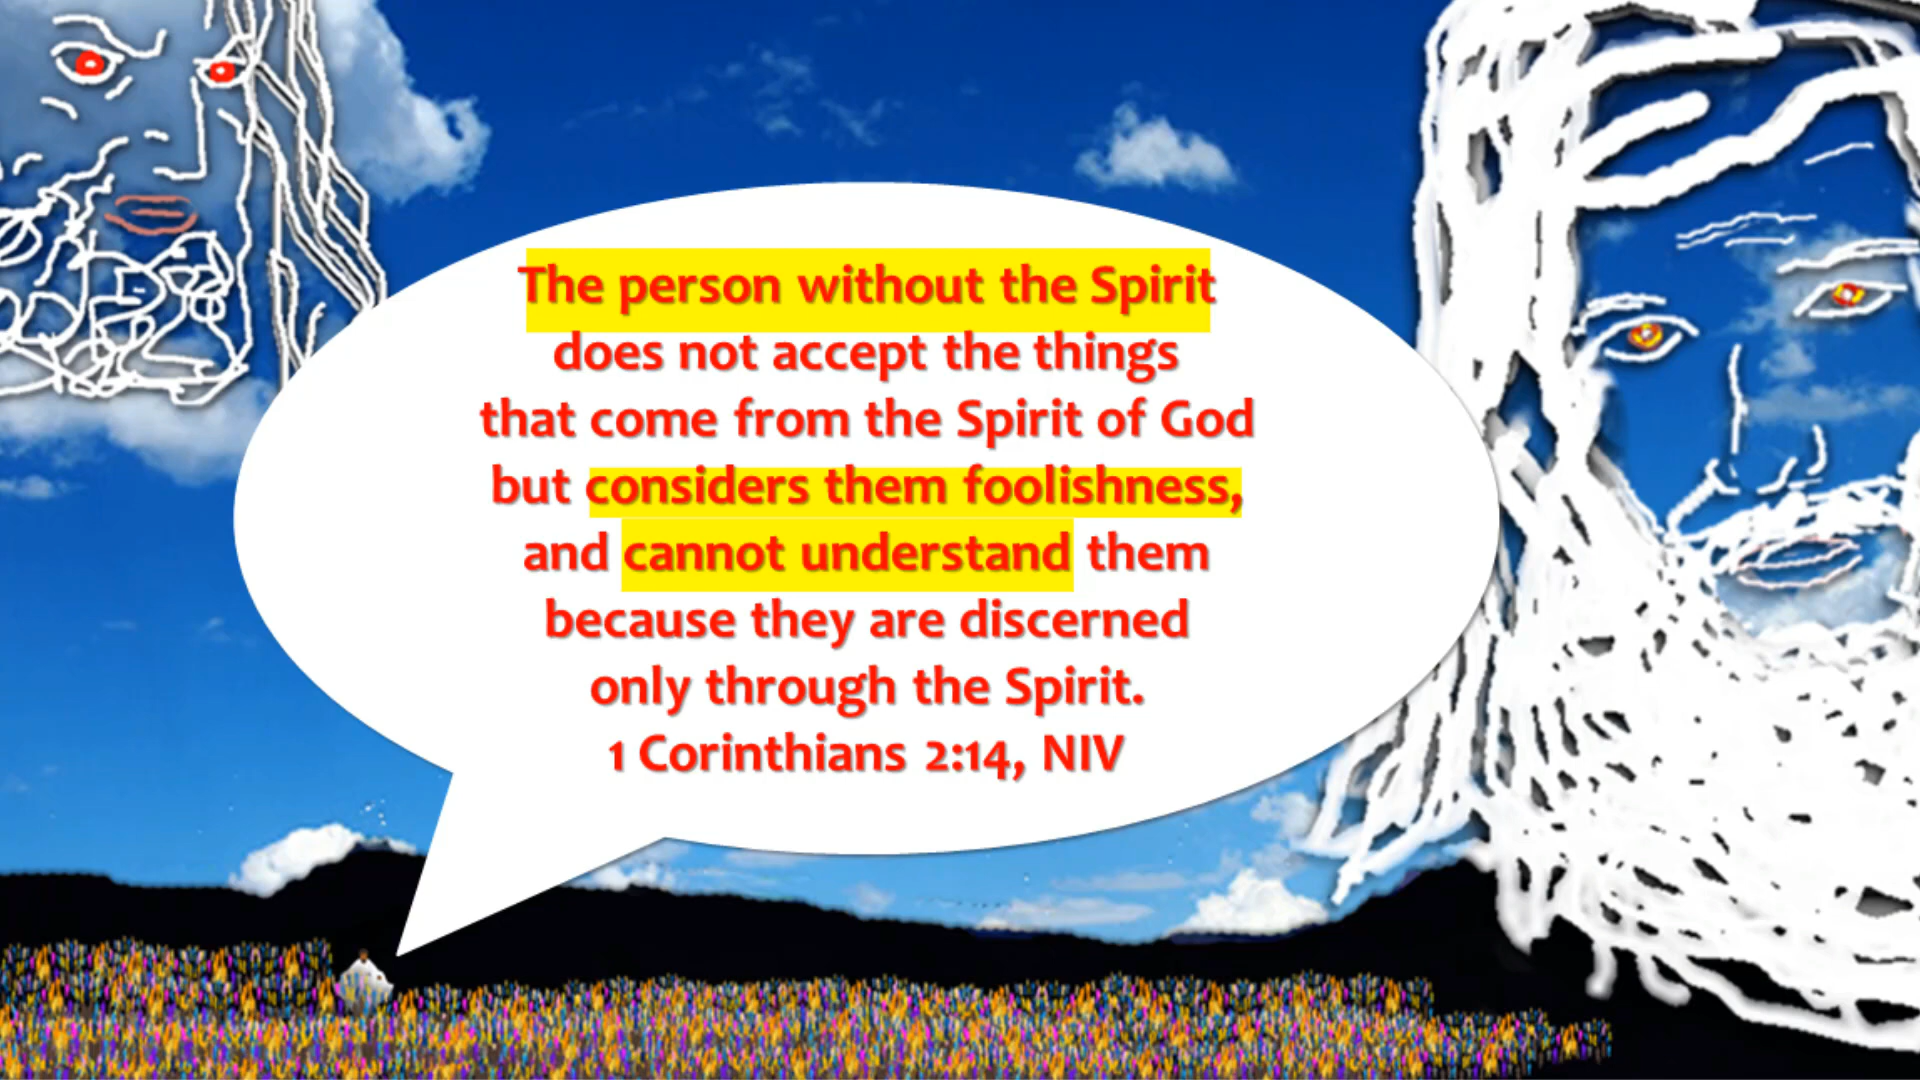 The person without the Spirit
does not accept the things
that come from the Spirit of God
but considers them foolishness,
and cannot understand them
because they are discerned
only through the Spirit.
1 Corinthians 2:14, NIV